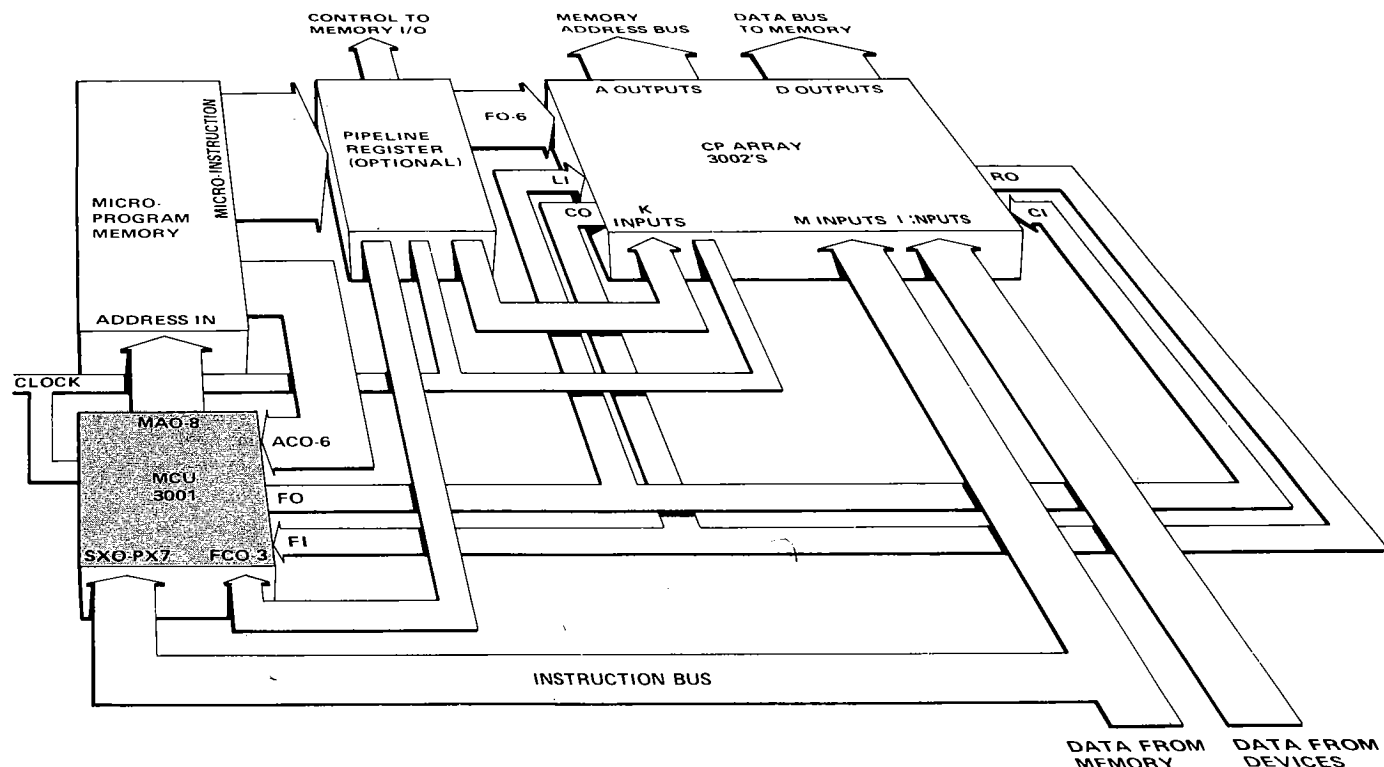 CONTROL TO
MEMORY I/O
MEMORY
ADDRESS BUS
DATA BUS
TO MEMORY
MICRO-INSTRUCTION
A OUTPUTS
D OUTPUTS
FO-6
PIPELINE
REGISTER
(OPTIONAL)
CP ARRAY
3002'S
MICRO-
PROGRAM
MEMORY
LI
RO
CO
K
INPUTS
M INPUTS
I INPUTS
CI
ADDRESS IN
CLOCK
MAO-8
ACO-6
MCU
3001
FO
FI
SXO-PX7
FCO-3
INSTRUCTION BUS
DATA FROM
MEMORY
DATA FROM
DEVICES